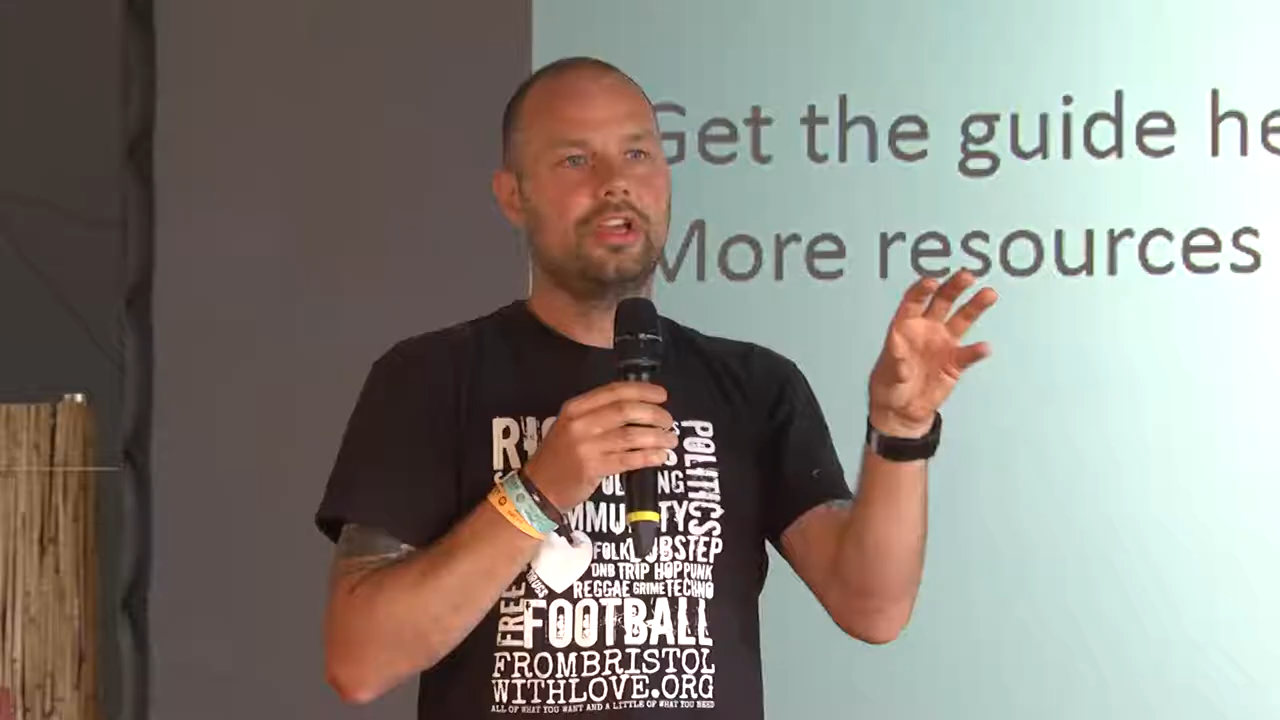 Get the guide he
More resources
POLITICS
FOLK DUBSTEP
DNB TRIP HOP PUNK
REGGAE GRIME TECHNO
FREE
FOOTBALL
FROMBRISTOL
WITHLOVE.ORG
ALL OF WHAT YOU WANT AND A LITTLE OF WHAT YOU NEED